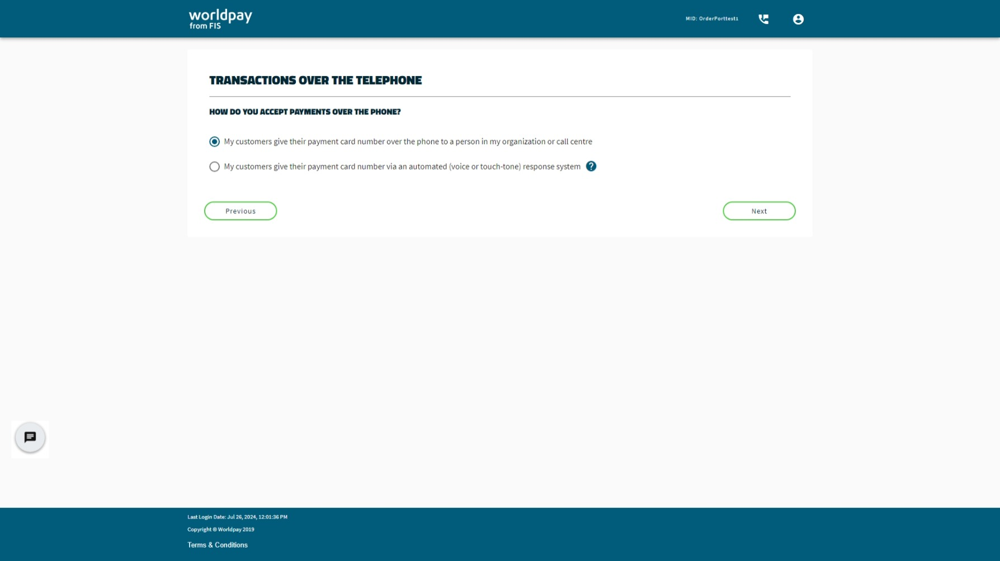 worldpay
from FIS
MID: OrderPorttest1
TRANSACTIONS OVER THE TELEPHONE
HOW DO YOU ACCEPT PAYMENTS OVER THE PHONE?
My customers give their payment card number over the phone to a person in my organization or call centre
My customers give their payment card number via an automated (voice or touch-tone) response system ?
Previous
Next
Last Login Date: Jul 26, 2024, 12:01:36 PM
Copyright © Worldpay 2019
Terms & Conditions